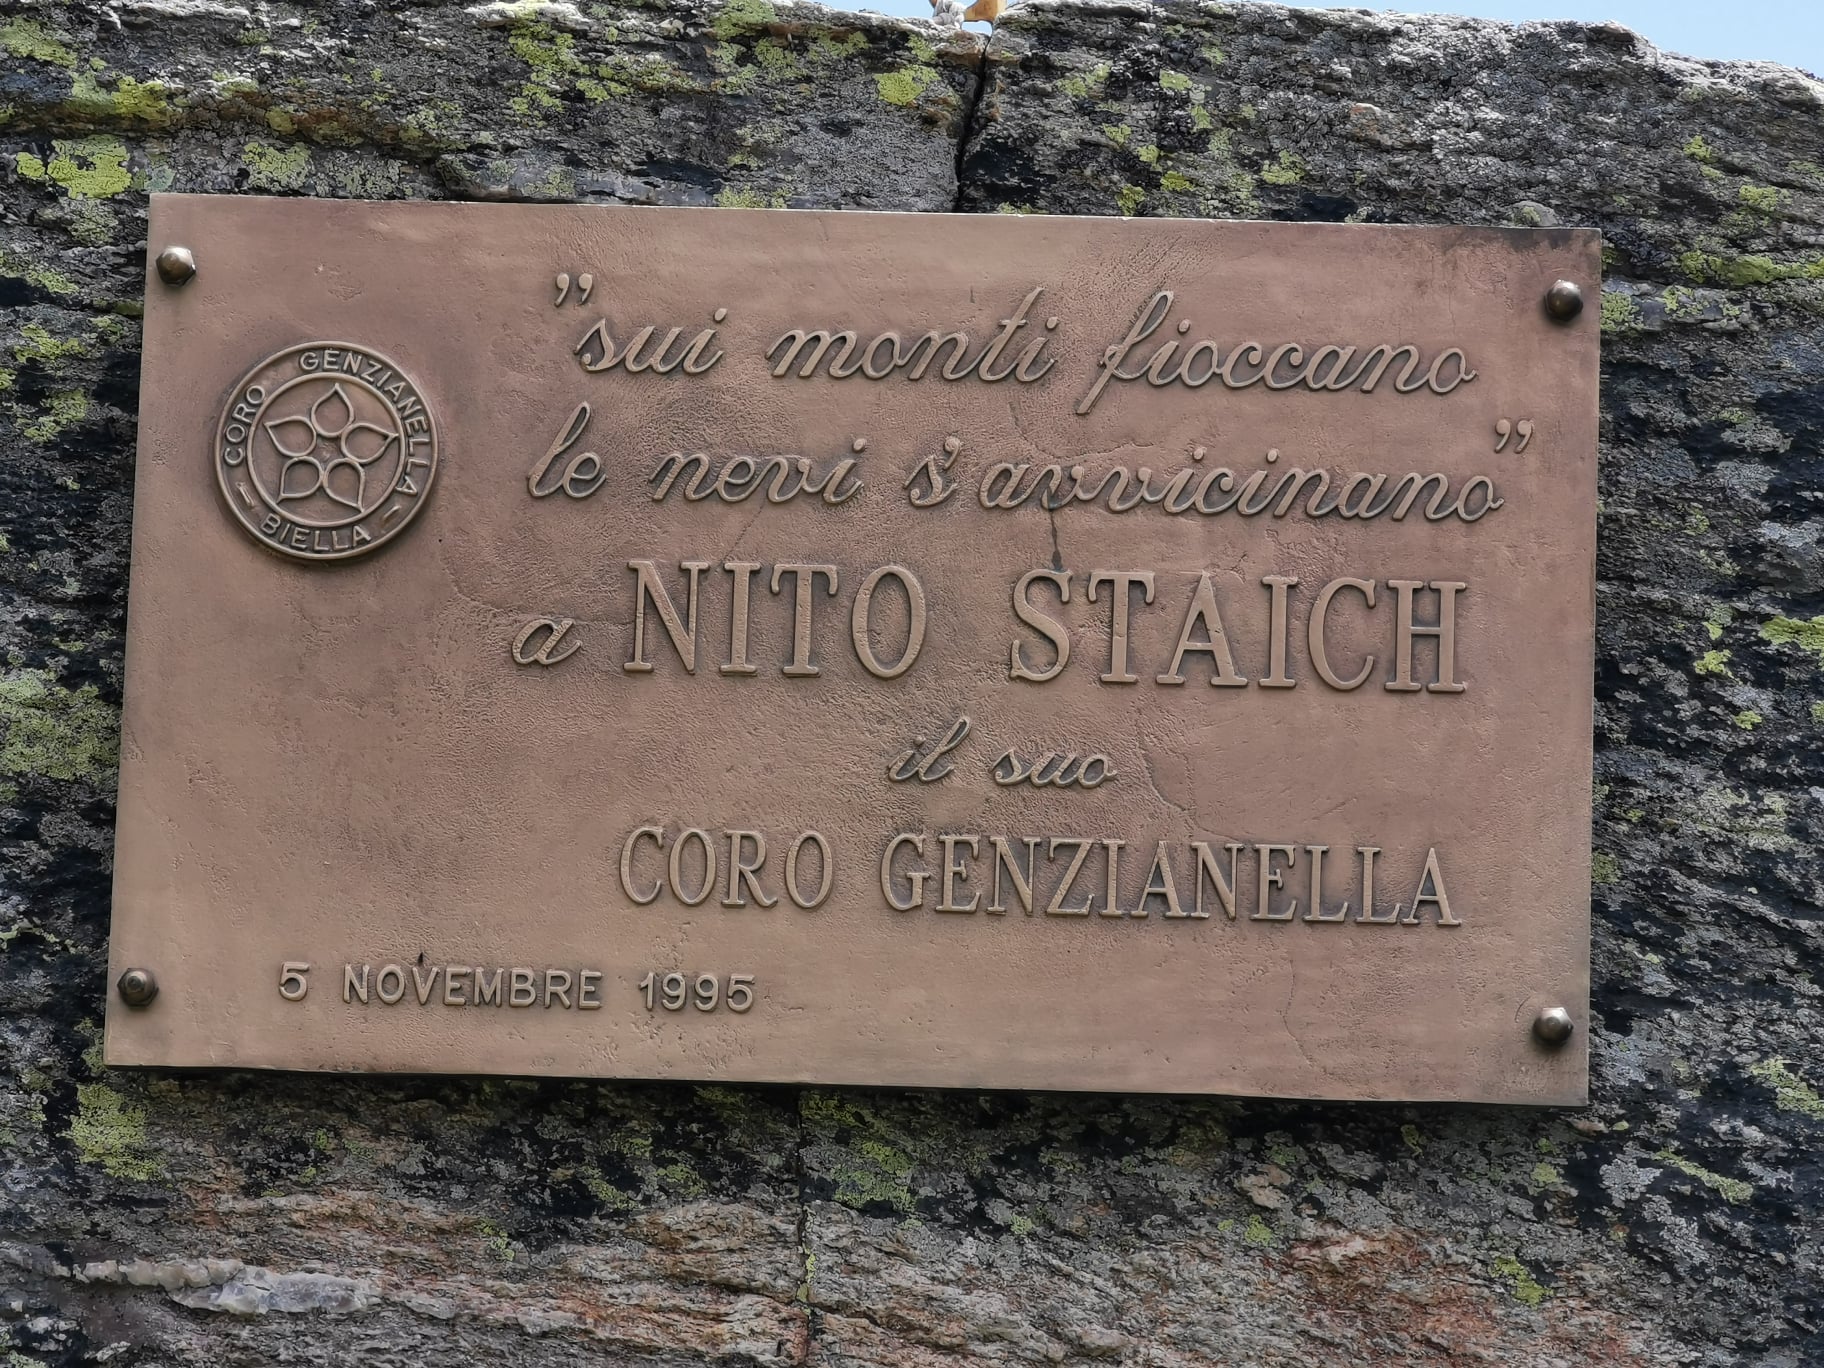 ”sui monti fioccano
le nevi s'avvicinano”
a NITO STAICH
il suo
CORO GENZIANELLA
5 NOVEMBRE 1995
CORO GENZIANELLA
- BIELLA -